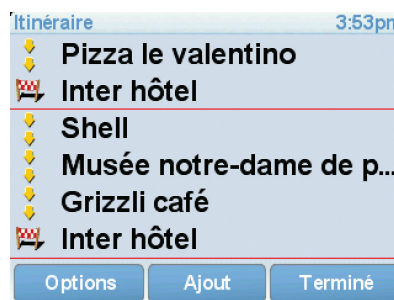 Itinéraire 3:53pm
Pizza le valentino
Inter hôtel
Shell
Musée notre-dame de p...
Grizzli café
Inter hôtel
Options Ajout Terminé